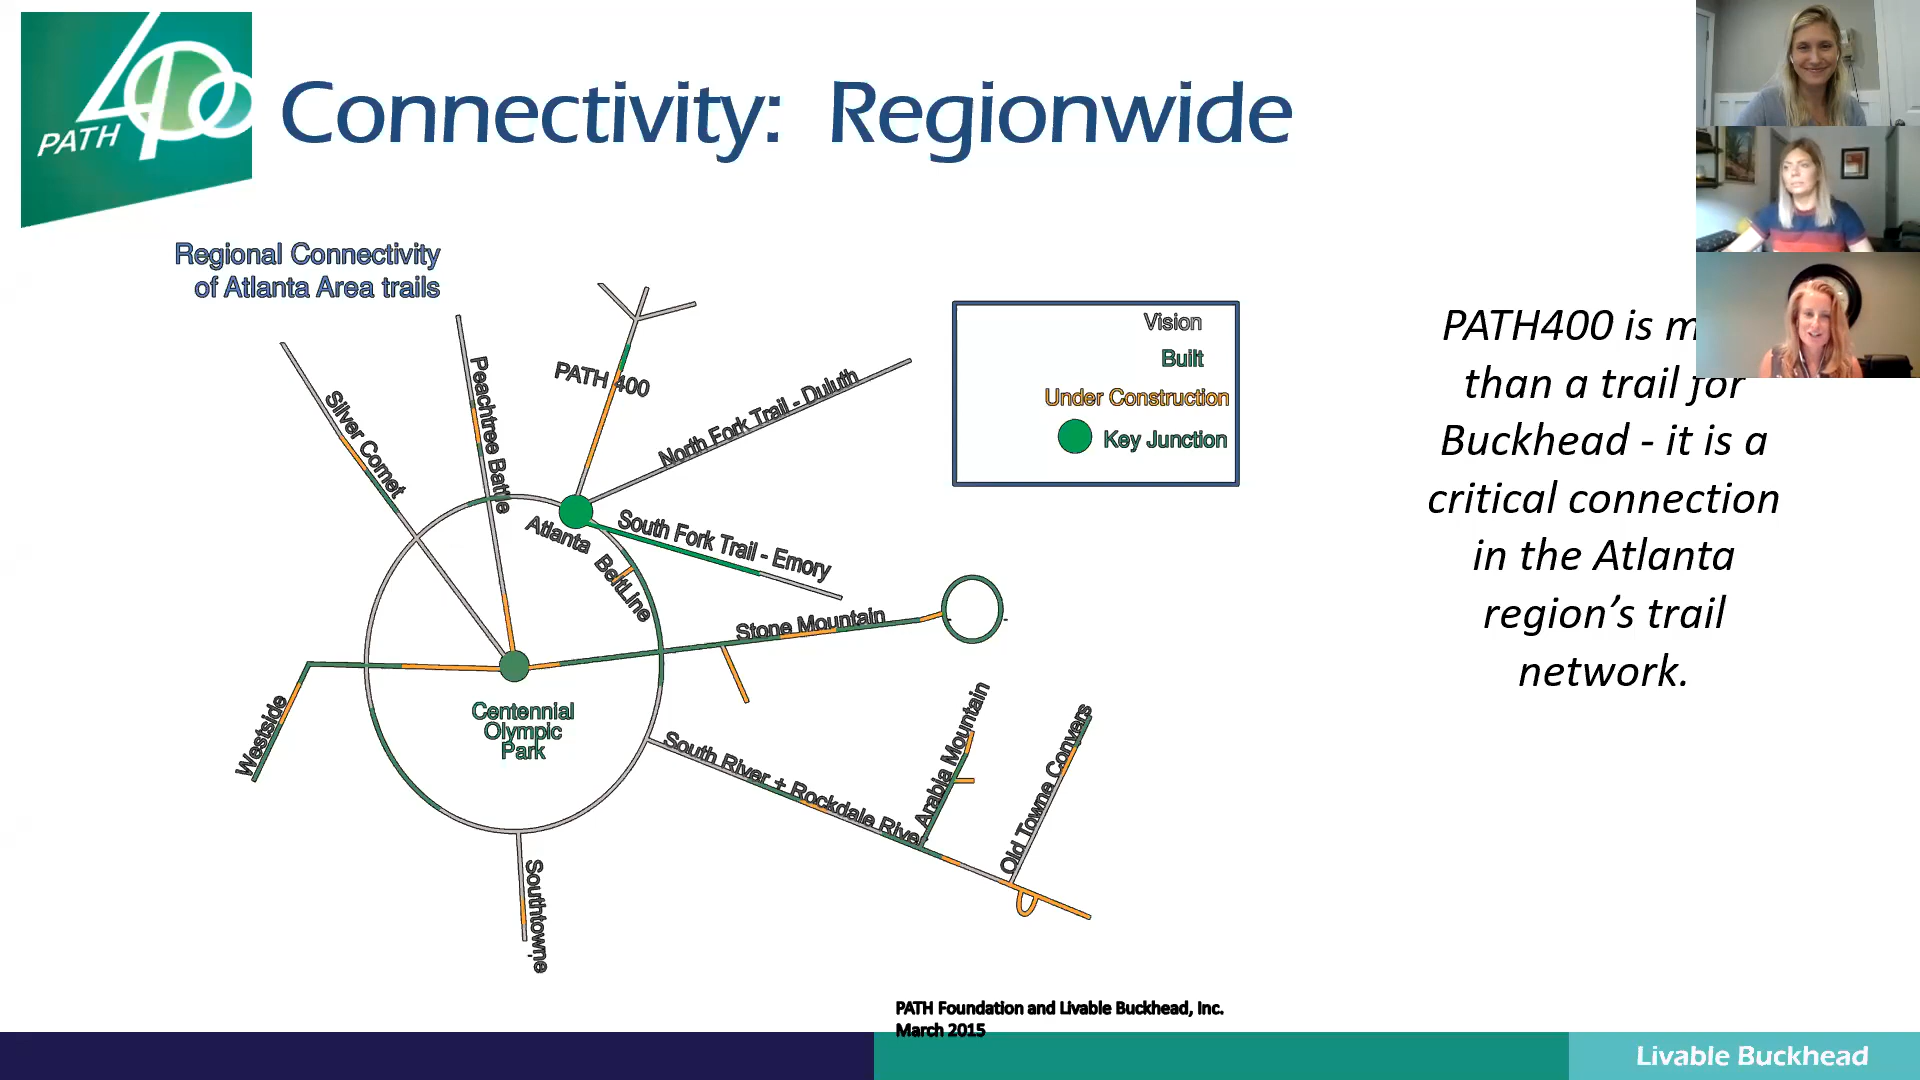 PATH400
Connectivity: Regionwide
Regional Connectivity
of Atlanta Area trails
Silver Comet
Peachtree Battle
PATH 400
North Fork Trail - Duluth
South Fork Trail - Emory
Atlanta BeltLine
Stone Mountain
Westside
Centennial
Olympic
Park
South River + Rockdale River
Arabia Mountain
Old Towne Conyers
Southtowne
Vision
Built
Under Construction
Key Junction
PATH400 is m
than a trail for
Buckhead - it is a
critical connection
in the Atlanta
region’s trail
network.
PATH Foundation and Livable Buckhead, Inc.
March 2015
Livable Buckhead